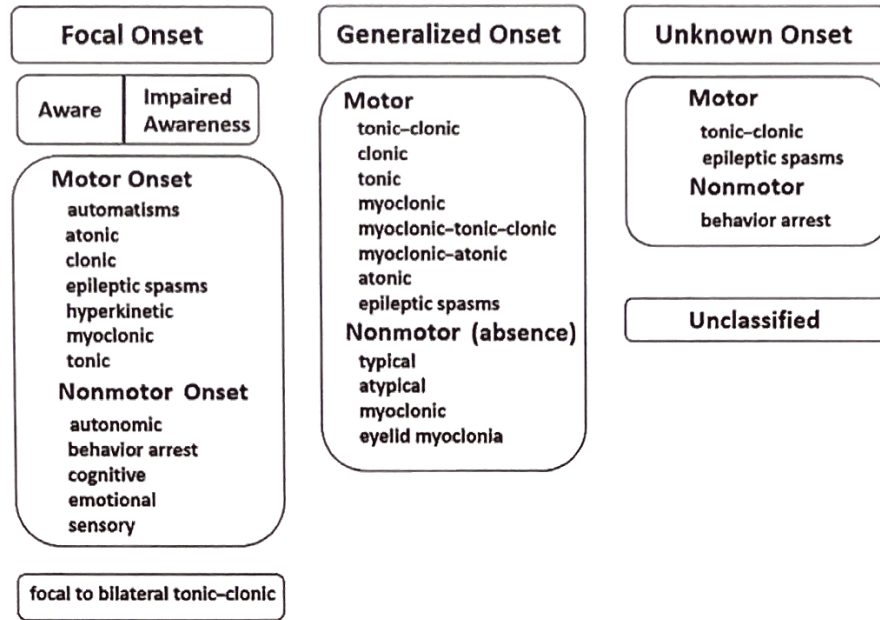 Focal Onset
Aware
Impaired
Awareness
Motor Onset
automatisms
atonic
clonic
epileptic spasms
hyperkinetic
myoclonic
tonic
Nonmotor Onset
autonomic
behavior arrest
cognitive
emotional
sensory
focal to bilateral tonic–clonic
Generalized Onset
Motor
tonic–clonic
clonic
tonic
myoclonic
myoclonic–tonic–clonic
myoclonic–atonic
atonic
epileptic spasms
Nonmotor (absence)
typical
atypical
myoclonic
eyelid myoclonia
Unknown Onset
Motor
tonic–clonic
epileptic spasms
Nonmotor
behavior arrest
Unclassified